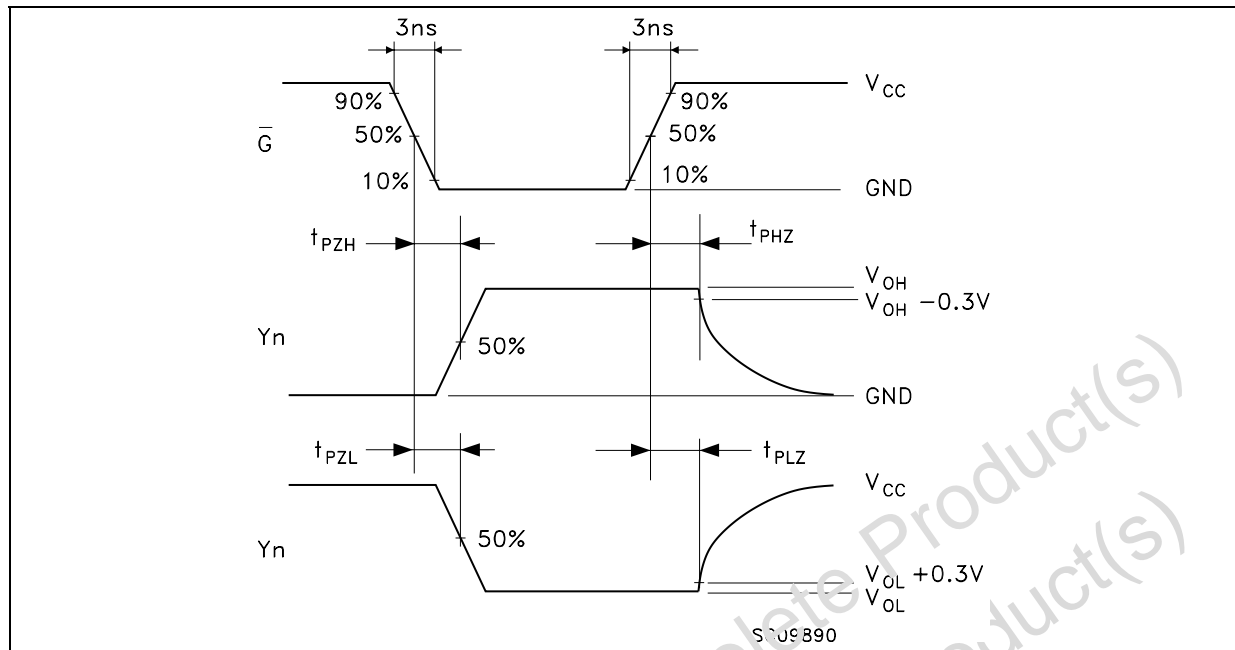 3ns 3ns
V_CC
90% 90%
G̅ 50% 50%
10% 10%
GND
t_PZH t_PHZ
V_OH
V_OH −0.3V
Yn 50%
GND
t_PZL t_PLZ
V_CC
50%
Yn
V_OL +0.3V
V_OL
Product(s)